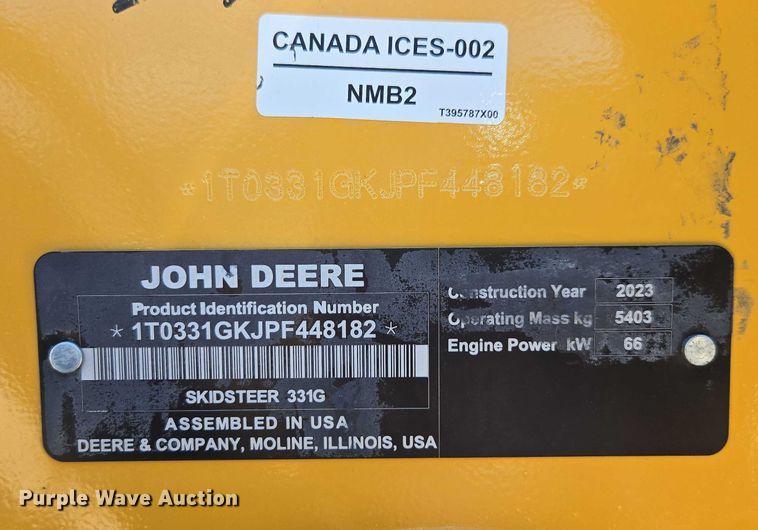 CANADA ICES-002
NMB2
T395787X00
*1T0331GKJPF448182*
JOHN DEERE
Product Identification Number
*1T0331GKJPF448182*
SKIDSTEER 331G
ASSEMBLED IN USA
DEERE & COMPANY, MOLINE, ILLINOIS, USA
Construction Year 2023
Operating Mass kg 5403
Engine Power kW 66
Purple Wave Auction